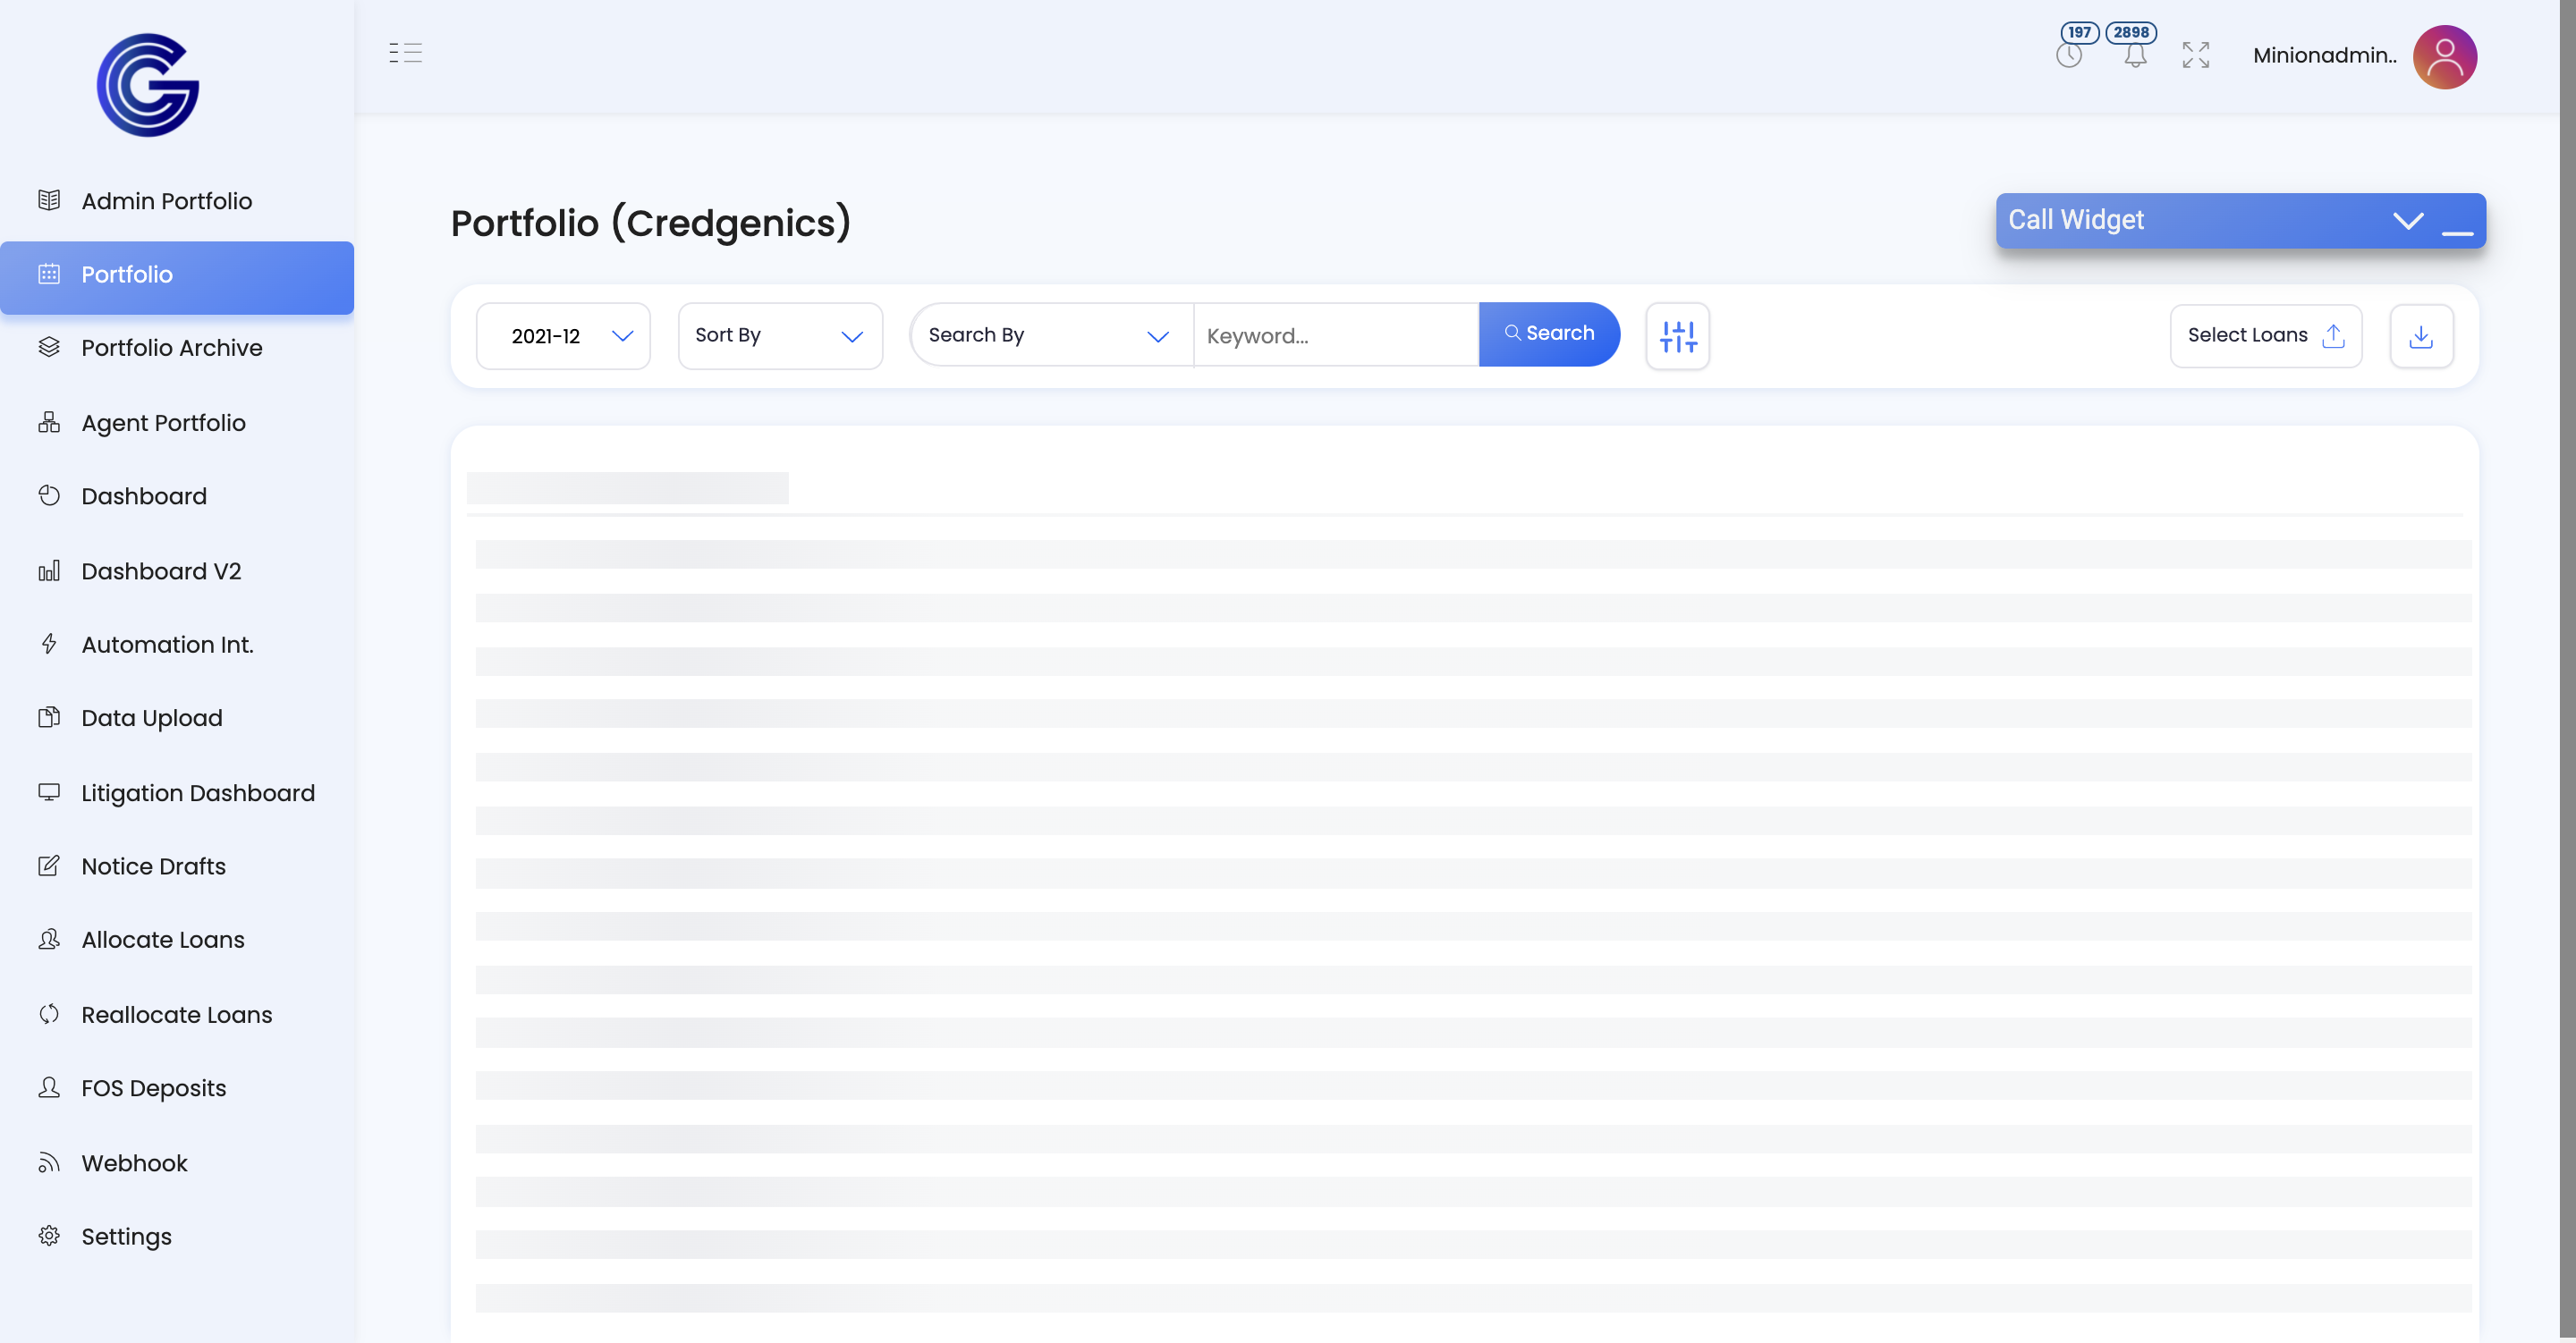 197
2898
Minionadmin..
Admin Portfolio
Portfolio
Portfolio Archive
Agent Portfolio
Dashboard
Dashboard V2
Automation Int.
Data Upload
Litigation Dashboard
Notice Drafts
Allocate Loans
Reallocate Loans
FOS Deposits
Webhook
Settings
Portfolio (Credgenics)
Call Widget
2021-12
Sort By
Search By
Keyword...
Search
Select Loans